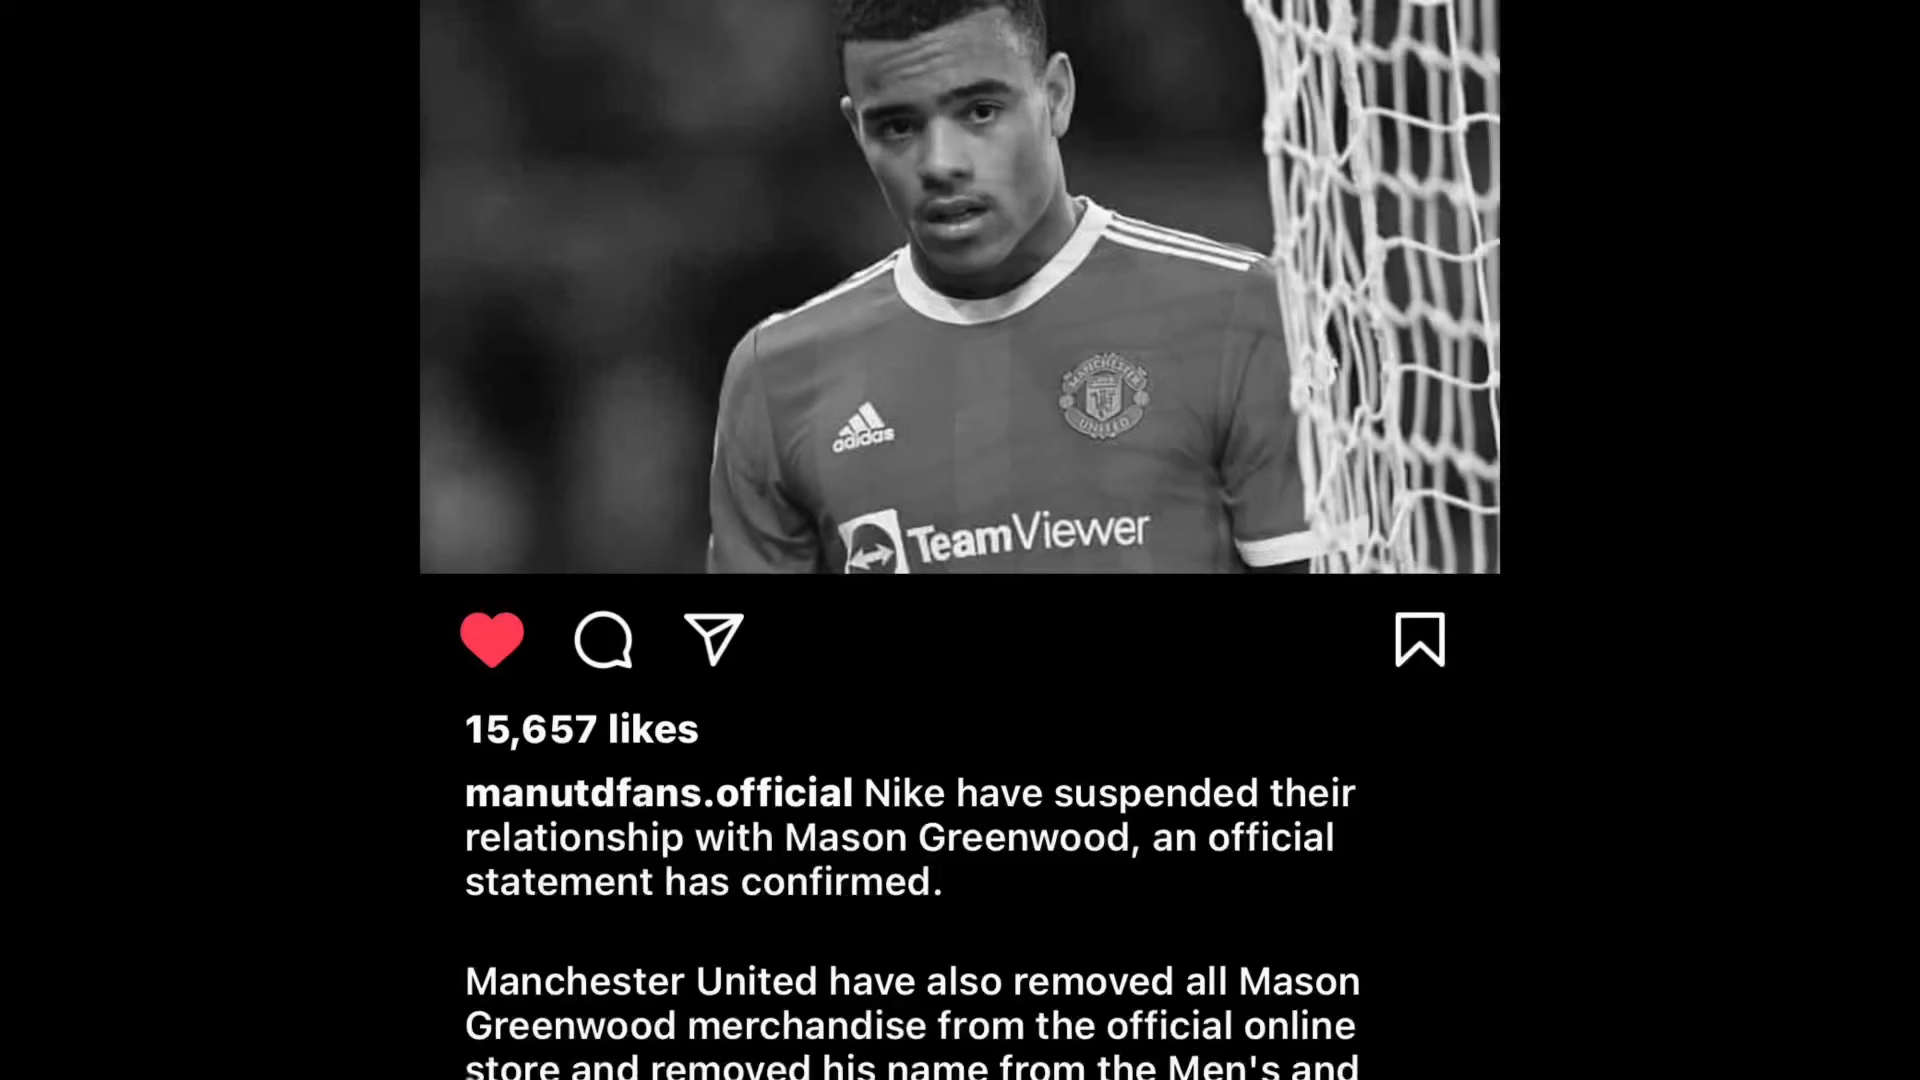 MANCHESTER
UNITED
adidas
TeamViewer
15,657 likes
manutdfans.official Nike have suspended their
relationship with Mason Greenwood, an official
statement has confirmed.
Manchester United have also removed all Mason
Greenwood merchandise from the official online
store and removed his name from the Men's and